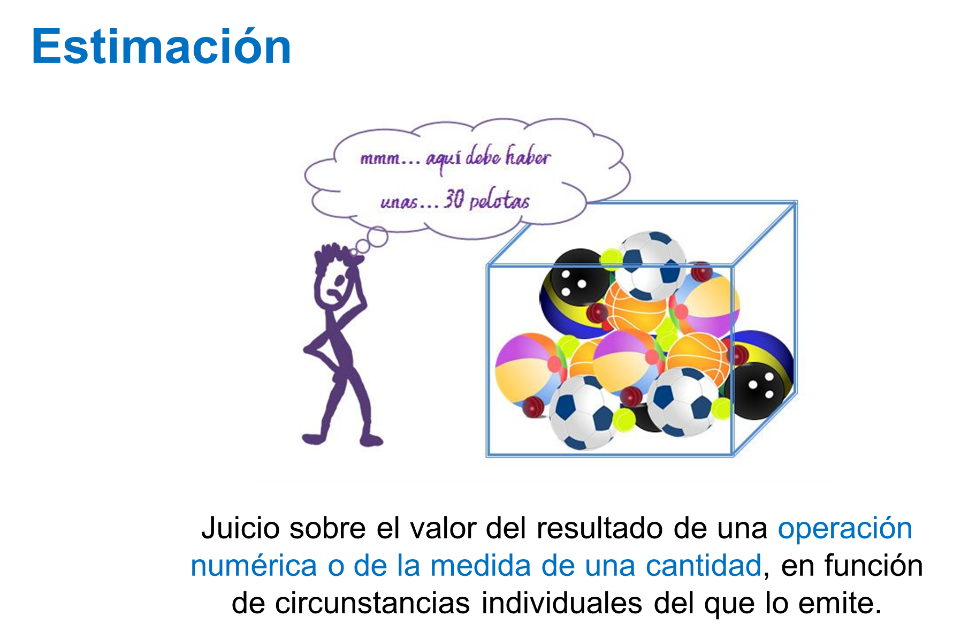 Estimación
mmm... aquí debe haber
unas... 30 pelotas
Juicio sobre el valor del resultado de una operación
numérica o de la medida de una cantidad, en función
de circunstancias individuales del que lo emite.